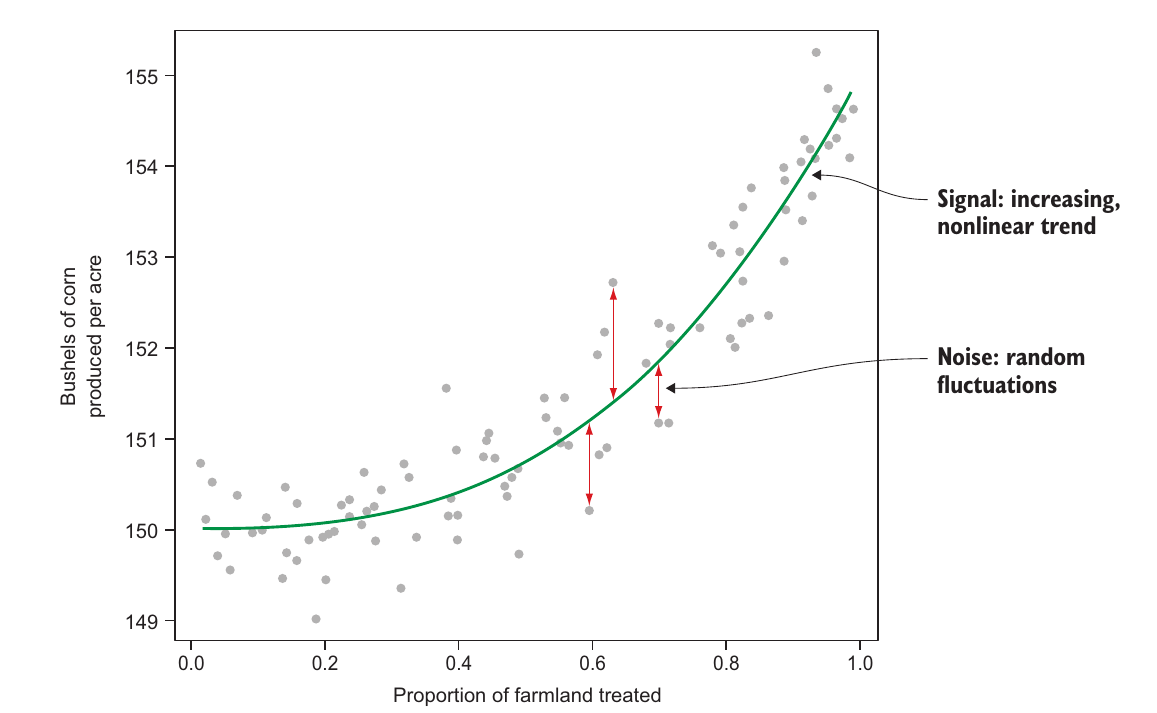 155
154
153
152
151
150
149
Bushels of corn
produced per acre
0.0 0.2 0.4 0.6 0.8 1.0
Proportion of farmland treated
Signal: increasing,
nonlinear trend
Noise: random
fluctuations